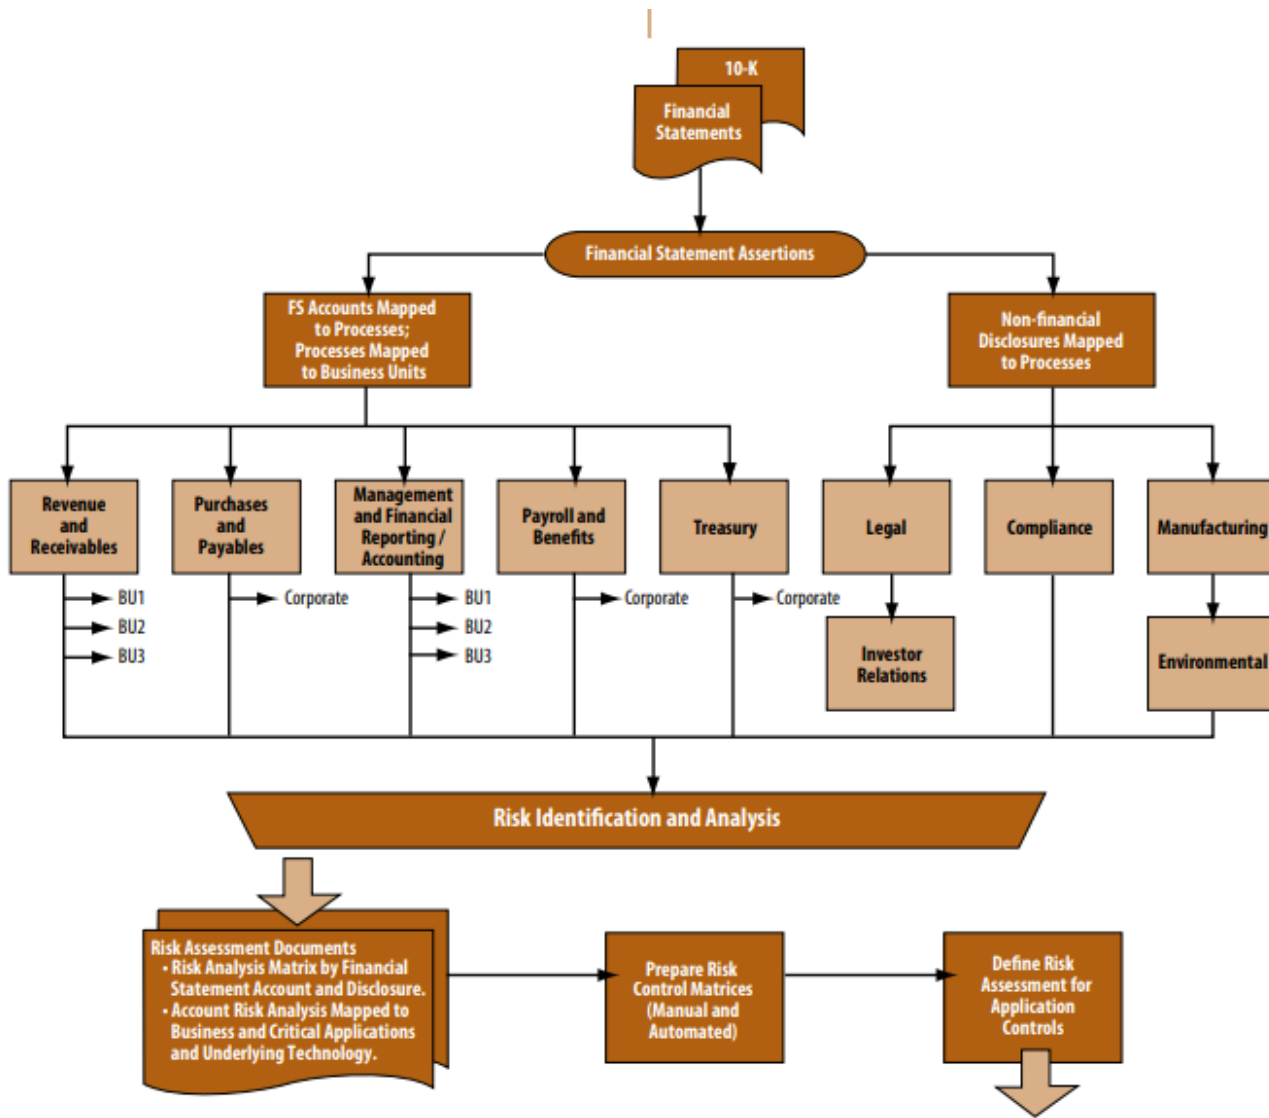 10-K
Financial
Statements
Financial Statement Assertions
FS Accounts Mapped
to Processes;
Processes Mapped
to Business Units
Non-financial
Disclosures Mapped
to Processes
Revenue
and
Receivables
Purchases
and
Payables
Management
and Financial
Reporting /
Accounting
Payroll and
Benefits
Treasury
Legal
Compliance
Manufacturing
BU1
BU2
BU3
Corporate
BU1
BU2
BU3
Corporate
Corporate
Investor
Relations
Environmental
Risk Identification and Analysis
Risk Assessment Documents
• Risk Analysis Matrix by Financial
Statement Account and Disclosure.
• Account Risk Analysis Mapped to
Business and Critical Applications
and Underlying Technology.
Prepare Risk
Control Matrices
(Manual and
Automated)
Define Risk
Assessment for
Application
Controls